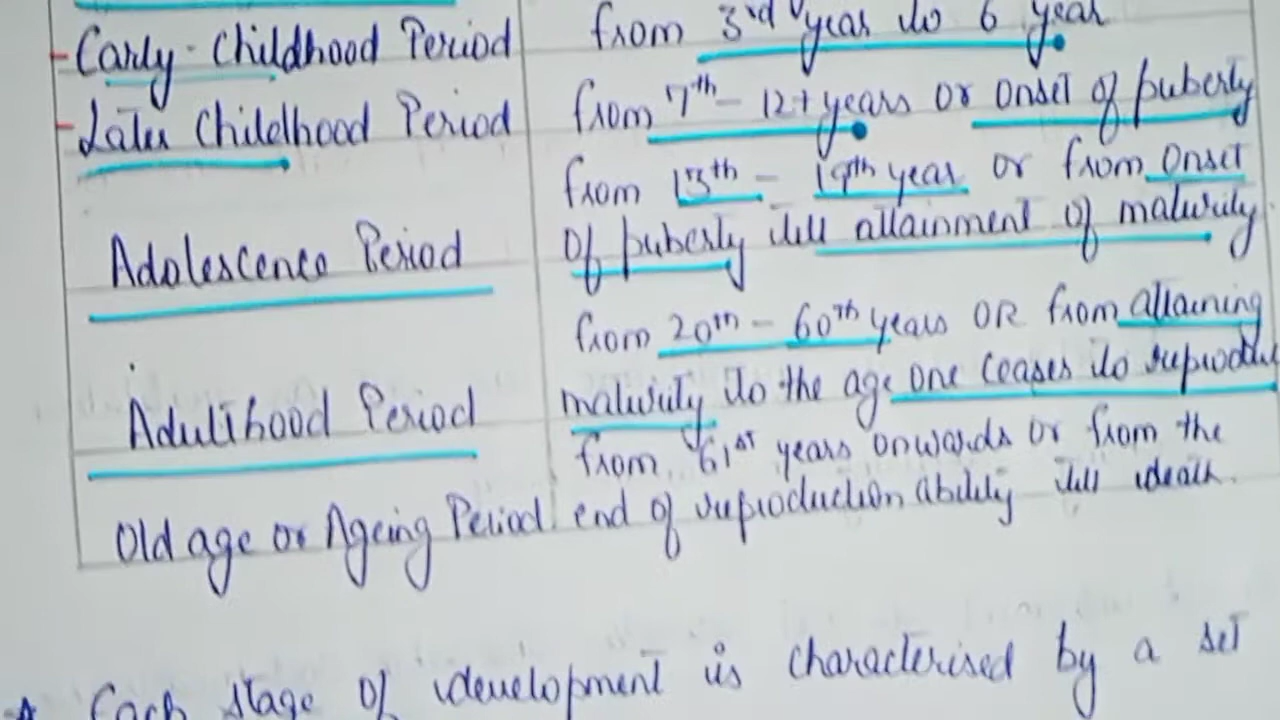 Early-Childhood Period from 3rd year to 6 year
Later Childhood Period from 7th - 12+ years or onset of puberty
Adolescence Period from 13th - 19th year or from Onset
of puberty till attainment of maturity.
Adulthood Period from 20th - 60th years OR from attaining
maturity to the age one ceases to
from 61st years onwards or from the
Old age or Ageing Period end of reproduction ability till death.
Each stage of development is characterised by a set